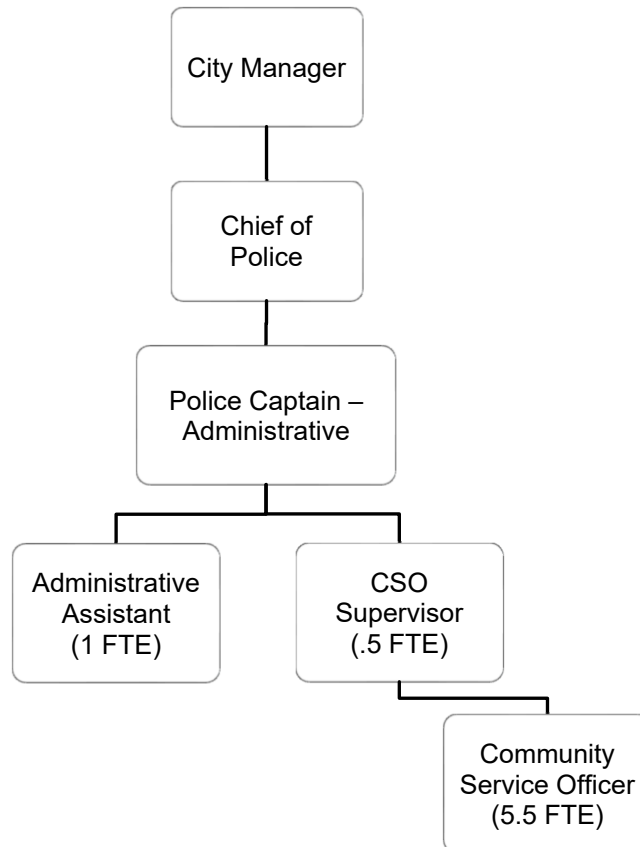 City Manager
Chief of
Police
Police Captain –
Administrative
Administrative
Assistant
(1 FTE)
CSO
Supervisor
(.5 FTE)
Community
Service Officer
(5.5 FTE)